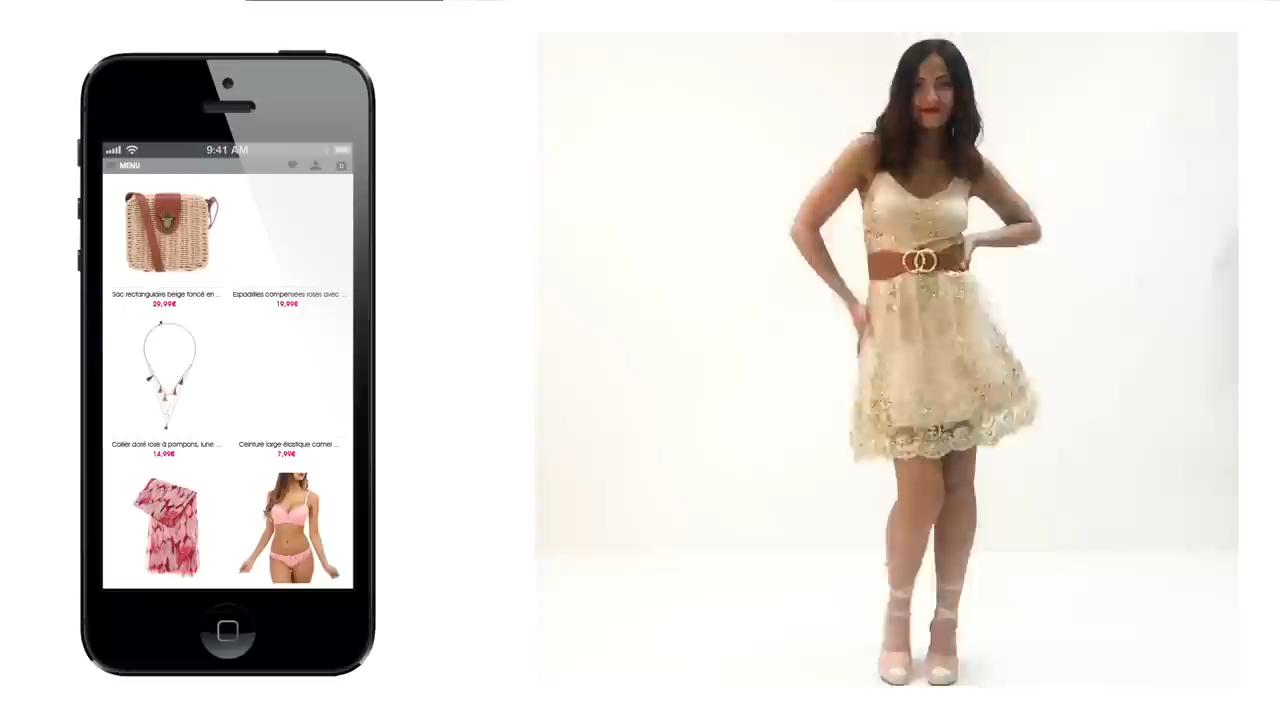 9:41 AM
MENU
0
Sac rectangulaire beige foncé en ...
29,99€
Espadrilles compensées roses avec ...
19,99€
Collier doré rose à pompons, lune ...
14,99€
Ceinture large élastique camel ...
7,99€